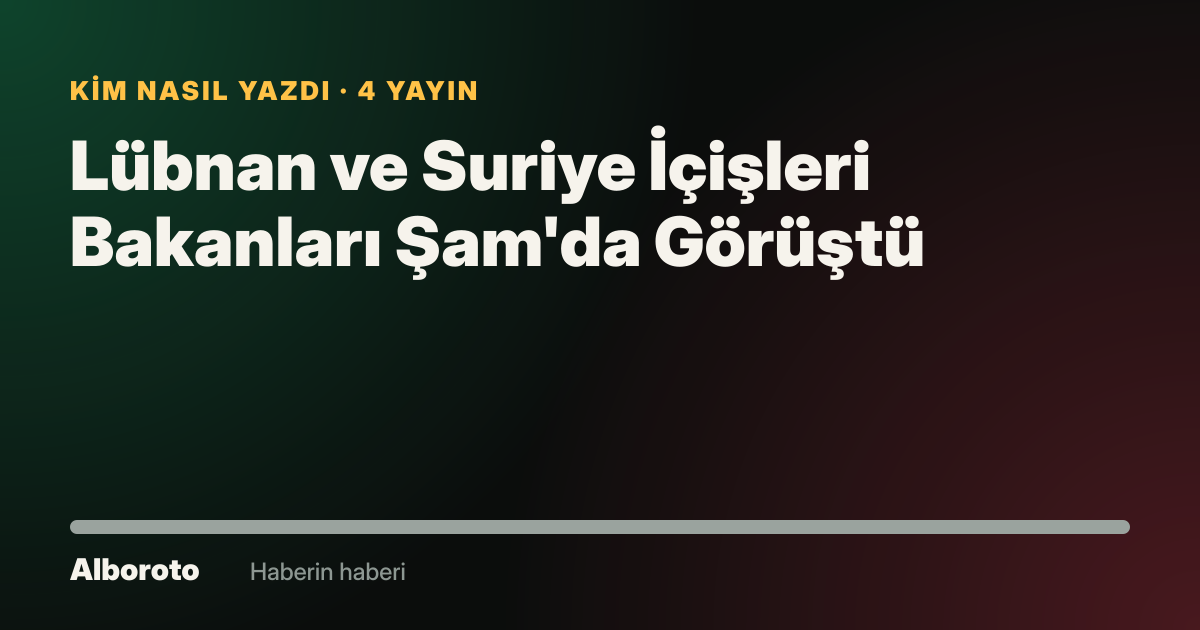 KİM NASIL YAZDI · 4 YAYIN
Lübnan ve Suriye İçişleri
Bakanları Şam'da Görüştü
Alboroto Haberin haberi